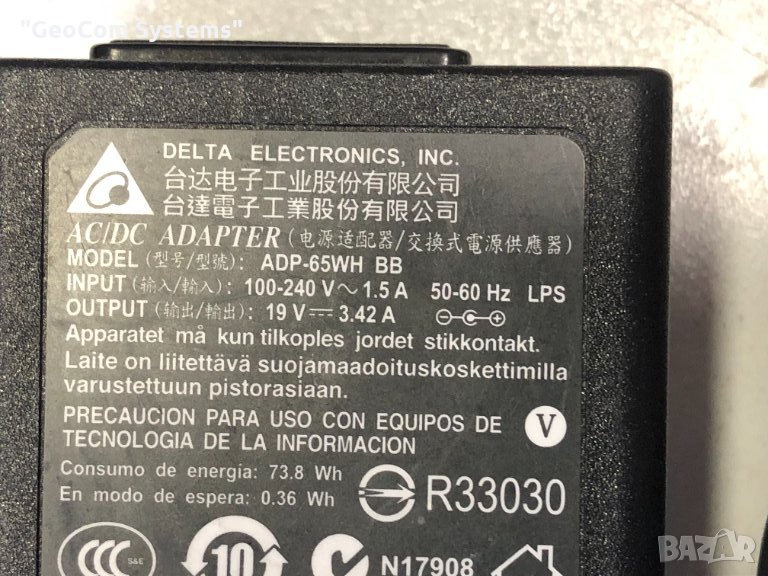 "GeoCom Systems"
DELTA ELECTRONICS, INC.
台达电子工业股份有限公司
台達電子工業股份有限公司
AC/DC ADAPTER (电源适配器/交換式電源供應器)
MODEL (型号/型號): ADP-65WH BB
INPUT (输入/輸入): 100-240 V～1.5 A 50-60 Hz LPS
OUTPUT (输出/輸出): 19 V⎓3.42 A
Apparatet må kun tilkoples jordet stikkontakt.
Laite on liitettävä suojamaadoituskoskettimilla
varustettuun pistorasiaan.
PRECAUCION PARA USO CON EQUIPOS DE
TECNOLOGIA DE LA INFORMACION
V
Consumo de energía: 73.8 Wh
En modo de espera: 0.36 Wh
R33030
CCC S&E
10
N17908
BAZAR